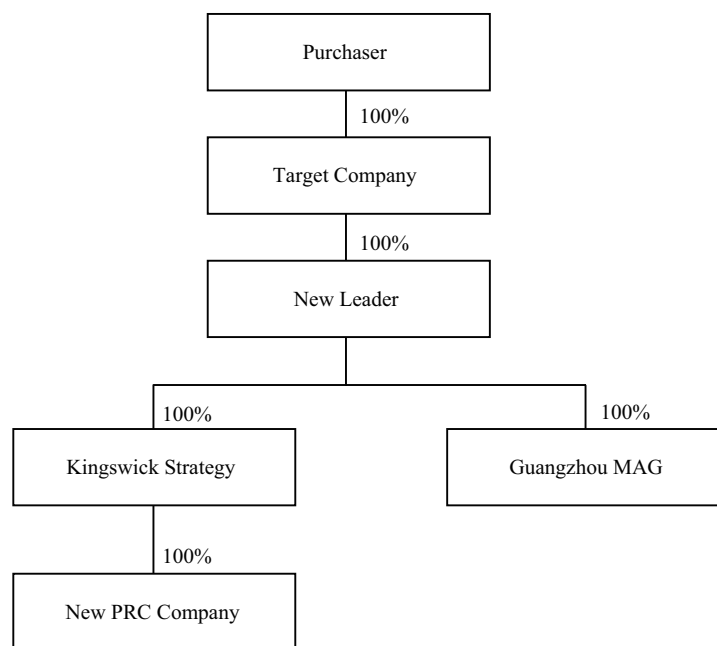 Purchaser
100%
Target Company
100%
New Leader
100%
100%
Kingswick Strategy
Guangzhou MAG
100%
New PRC Company